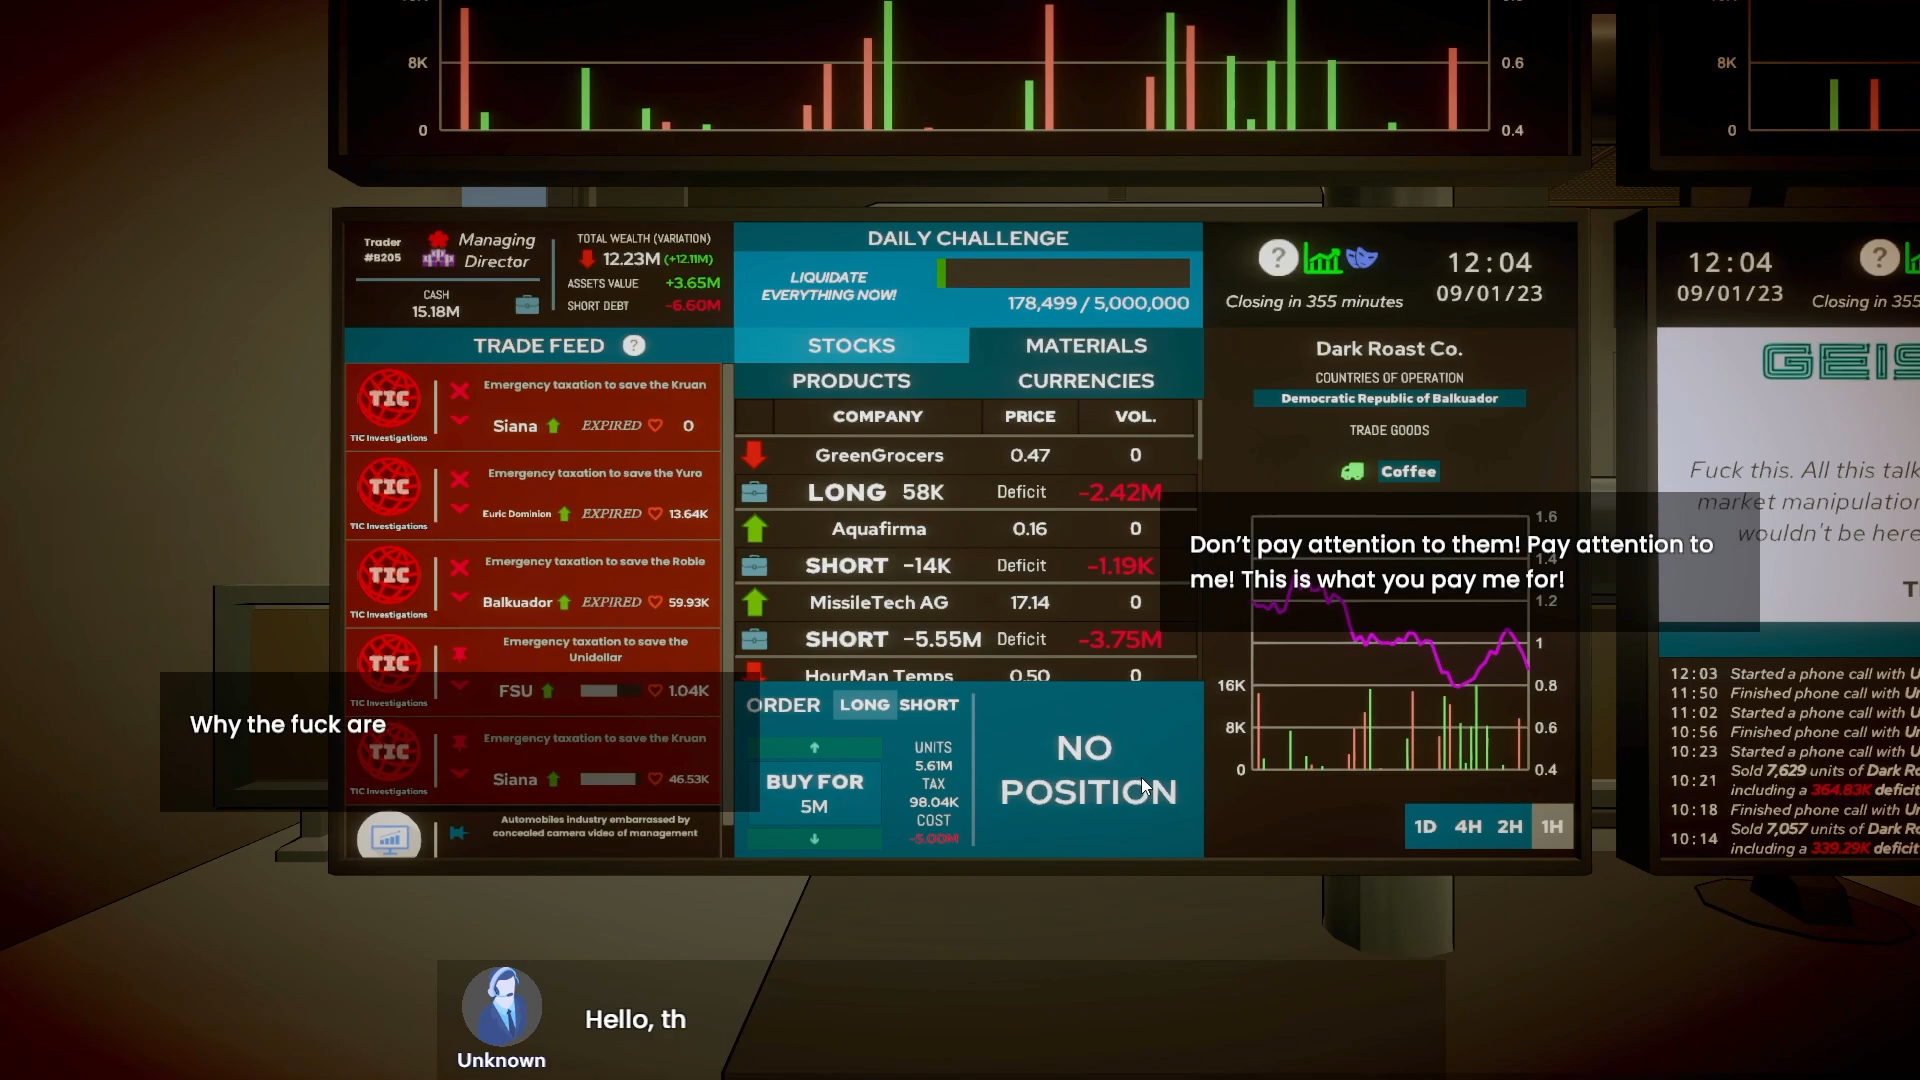 8K
0
0.6
0.4
8K
0
Trader
#B205
Managing
Director
CASH
15.18M
TOTAL WEALTH (VARIATION)
12.23M (+12.11M)
ASSETS VALUE +3.65M
SHORT DEBT -6.60M
DAILY CHALLENGE
LIQUIDATE
EVERYTHING NOW!
178,499 / 5,000,000
?
12:04
09/01/23
Closing in 355 minutes
12:04
09/01/23
?
Closing in 355
TRADE FEED ?
TIC
TIC Investigations
Emergency taxation to save the Kruan
Siana EXPIRED 0
TIC
TIC Investigations
Emergency taxation to save the Yuro
Euric Dominion EXPIRED 13.64K
TIC
TIC Investigations
Emergency taxation to save the Roble
Balkuador EXPIRED 59.93K
TIC
TIC Investigations
Emergency taxation to save the
Unidollar
FSU 1.04K
TIC
TIC Investigations
Emergency taxation to save the Kruan
Siana 46.53K
Automobiles industry embarrassed by
concealed camera video of management
STOCKS MATERIALS
PRODUCTS CURRENCIES
COMPANY PRICE VOL.
GreenGrocers 0.47 0
LONG 58K Deficit -2.42M
Aquafirma 0.16 0
SHORT -14K Deficit -1.19K
MissileTech AG 17.14 0
SHORT -5.55M Deficit -3.75M
HourMan Temps 0.50 0
ORDER LONG SHORT
BUY FOR
5M
UNITS
5.61M
TAX
98.04K
COST
-5.00M
NO
POSITION
Dark Roast Co.
COUNTRIES OF OPERATION
Democratic Republic of Balkuador
TRADE GOODS
Coffee
1.6
1.4
1.2
1
0.8
0.6
0.4
16K
8K
0
1D 4H 2H 1H
Don't pay attention to them! Pay attention to
me! This is what you pay me for!
Why the fuck are
GEIS
Fuck this. All this talk
market manipulation
wouldn't be here
12:03 Started a phone call with U
11:50 Finished phone call with U
11:02 Started a phone call with U
10:56 Finished phone call with U
10:23 Started a phone call with U
10:21 Sold 7,629 units of Dark R
including a 364.83K deficit
10:18 Finished phone call with U
10:14 Sold 7,057 units of Dark R
including a 339.29K deficit
Hello, th
Unknown